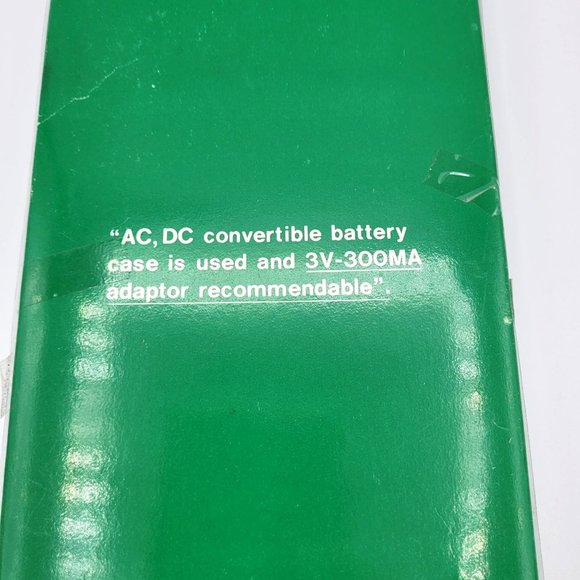 “AC, DC convertible battery
case is used and 3V-300MA
adaptor recommendable”.